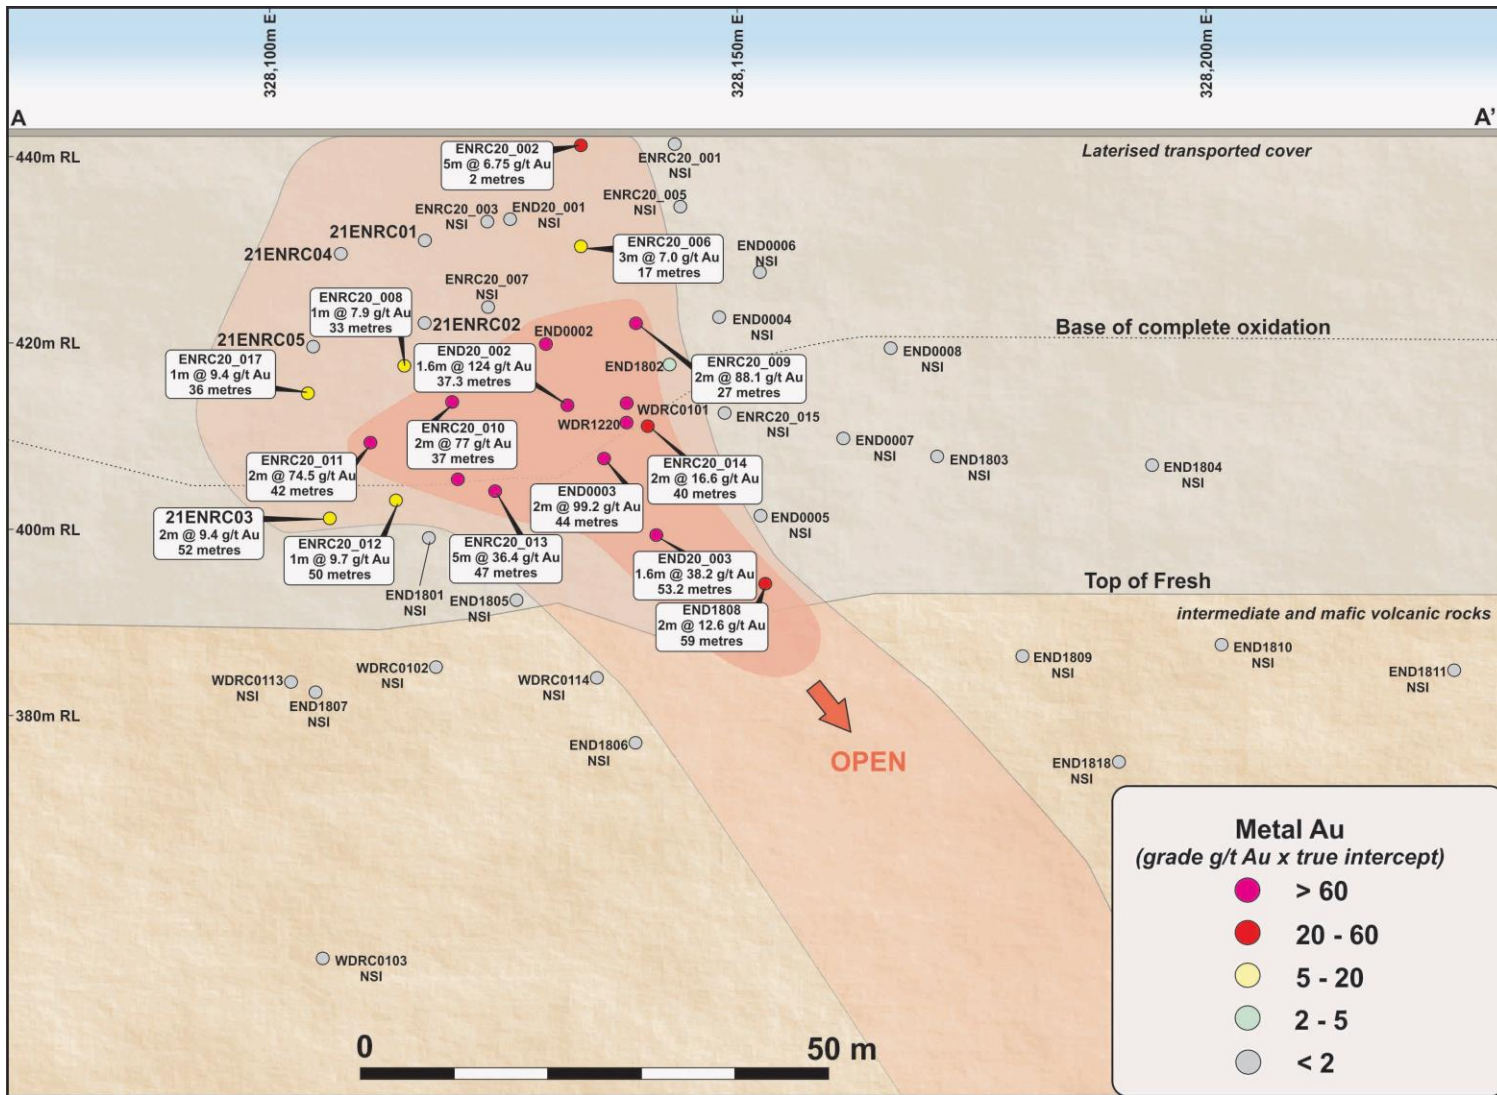 328,100m E
328,150m E
328,200m E
A
A'
440m RL
Laterised transported cover
ENRC20_002
5m @ 6.75 g/t Au
2 metres
ENRC20_001
NSI
ENRC20_005
NSI
ENRC20_003
NSI
END20_001
NSI
21ENRC01
21ENRC04
ENRC20_006
3m @ 7.0 g/t Au
17 metres
END0006
NSI
ENRC20_007
NSI
ENRC20_008
1m @ 7.9 g/t Au
33 metres
21ENRC02
END0002
END0004
NSI
420m RL
Base of complete oxidation
21ENRC05
ENRC20_017
1m @ 9.4 g/t Au
36 metres
END20_002
1.6m @ 124 g/t Au
37.3 metres
END1802
ENRC20_009
2m @ 88.1 g/t Au
27 metres
END0008
NSI
WDRC0101
WDR1220
ENRC20_015
NSI
ENRC20_010
2m @ 77 g/t Au
37 metres
END0007
NSI
END1803
NSI
END1804
NSI
ENRC20_011
2m @ 74.5 g/t Au
42 metres
ENRC20_014
2m @ 16.6 g/t Au
40 metres
END0003
2m @ 99.2 g/t Au
44 metres
400m RL
21ENRC03
2m @ 9.4 g/t Au
52 metres
ENRC20_012
1m @ 9.7 g/t Au
50 metres
ENRC20_013
5m @ 36.4 g/t Au
47 metres
END0005
NSI
END20_003
1.6m @ 38.2 g/t Au
53.2 metres
END1801
NSI
END1805
NSI
END1808
2m @ 12.6 g/t Au
59 metres
Top of Fresh
intermediate and mafic volcanic rocks
WDRC0113
NSI
END1807
NSI
WDRC0102
NSI
WDRC0114
NSI
END1809
NSI
END1810
NSI
END1811
NSI
380m RL
END1806
NSI
OPEN
END1818
NSI
WDRC0103
NSI
0
50 m
Metal Au
(grade g/t Au x true intercept)
> 60
20 - 60
5 - 20
2 - 5
< 2